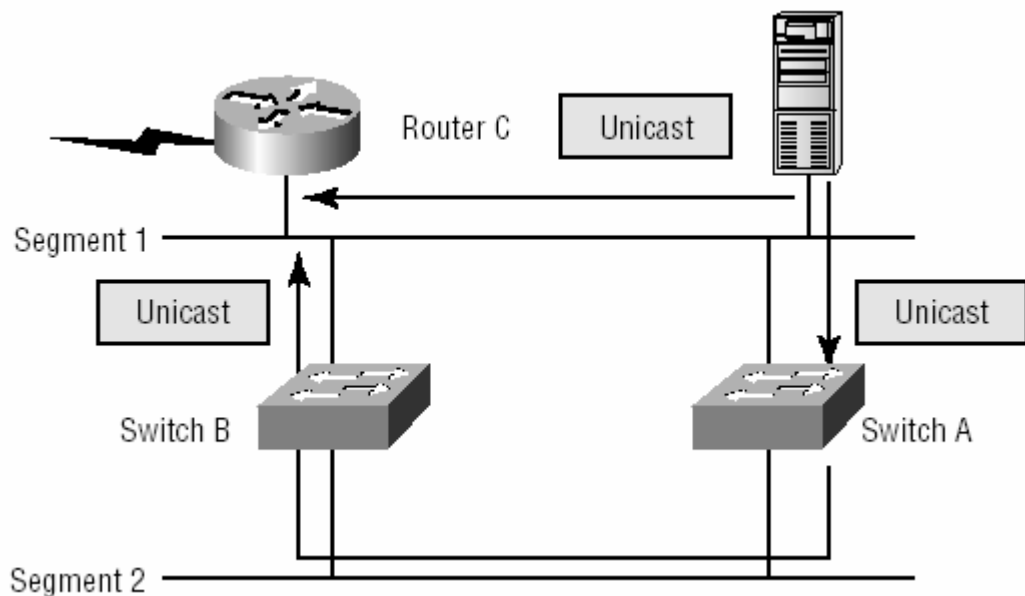 Router C
Unicast
Segment 1
Unicast
Unicast
Switch B
Switch A
Segment 2